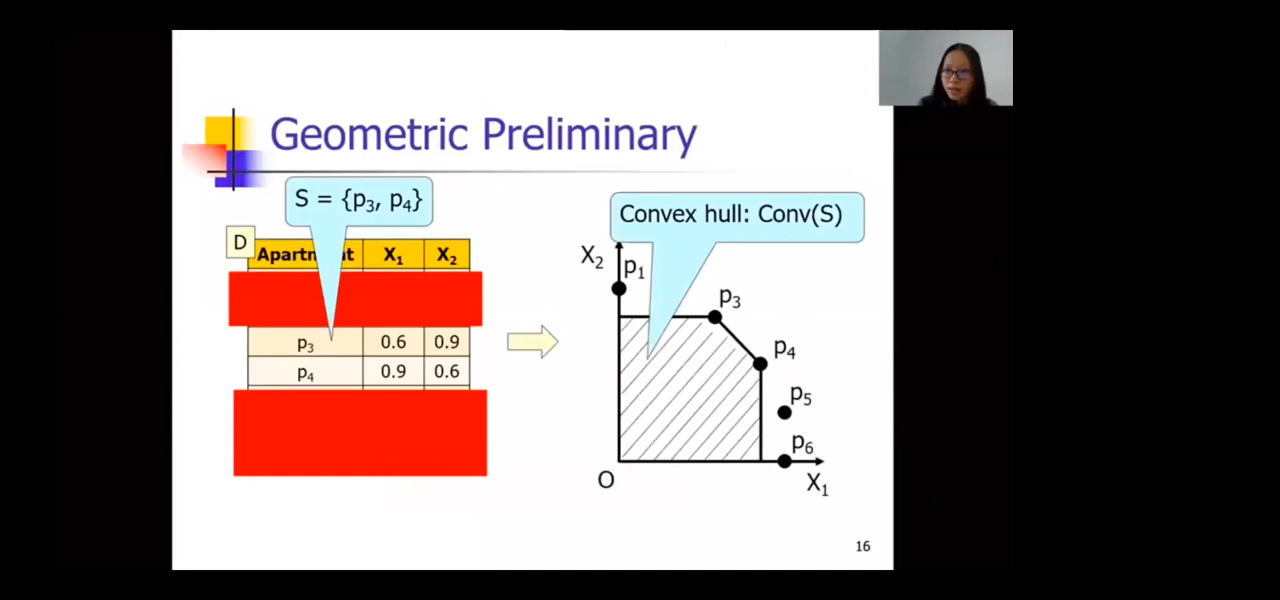 Geometric Preliminary
S = {p₃, p₄}
D
Apartm t X₁ X₂
p₃ 0.6 0.9
p₄ 0.9 0.6
Convex hull: Conv(S)
X₂
p₁
p₃
p₄
p₅
p₆
O
X₁
16